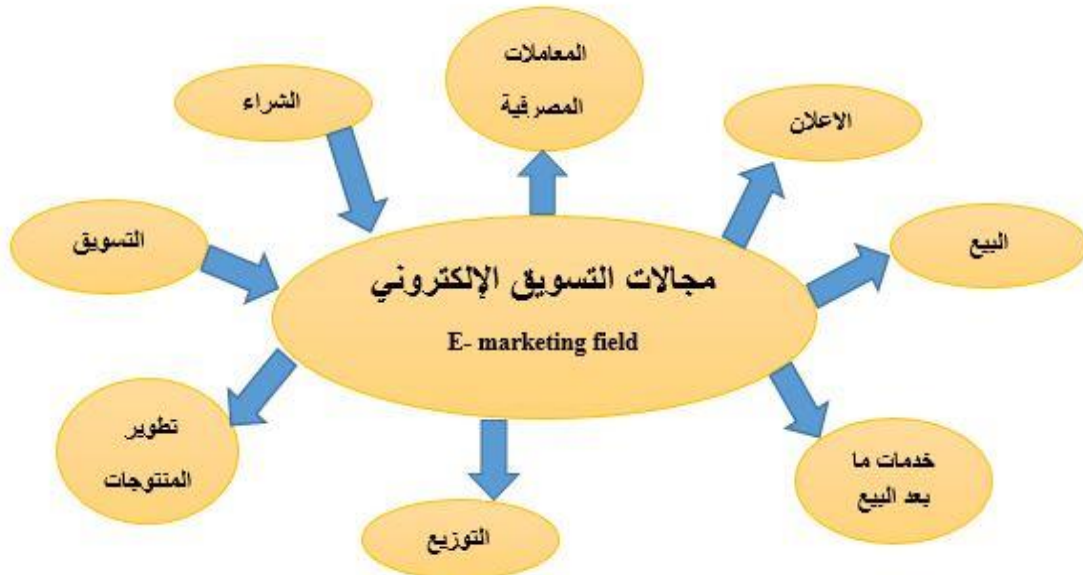 المعاملات
المصرفية
الشراء
الاعلان
التسويق
البيع
مجالات التسويق الإلكتروني
E- marketing field
تطوير
المنتوجات
خدمات ما
بعد البيع
التوزيع